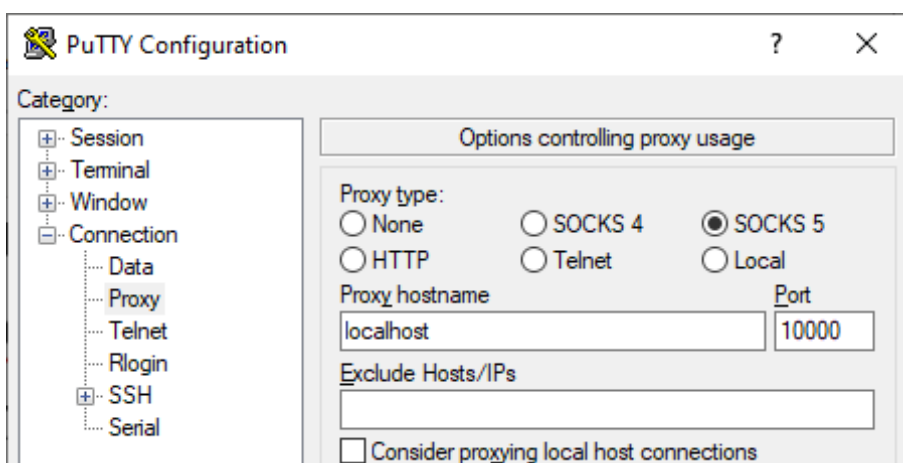 PuTTY Configuration
?
Category:
Session
Terminal
Window
Connection
Data
Proxy
Telnet
Rlogin
SSH
Serial
Options controlling proxy usage
Proxy type:
None SOCKS 4 SOCKS 5
HTTP Telnet Local
Proxy hostname Port
localhost 10000
Exclude Hosts/IPs
Consider proxying local host connections